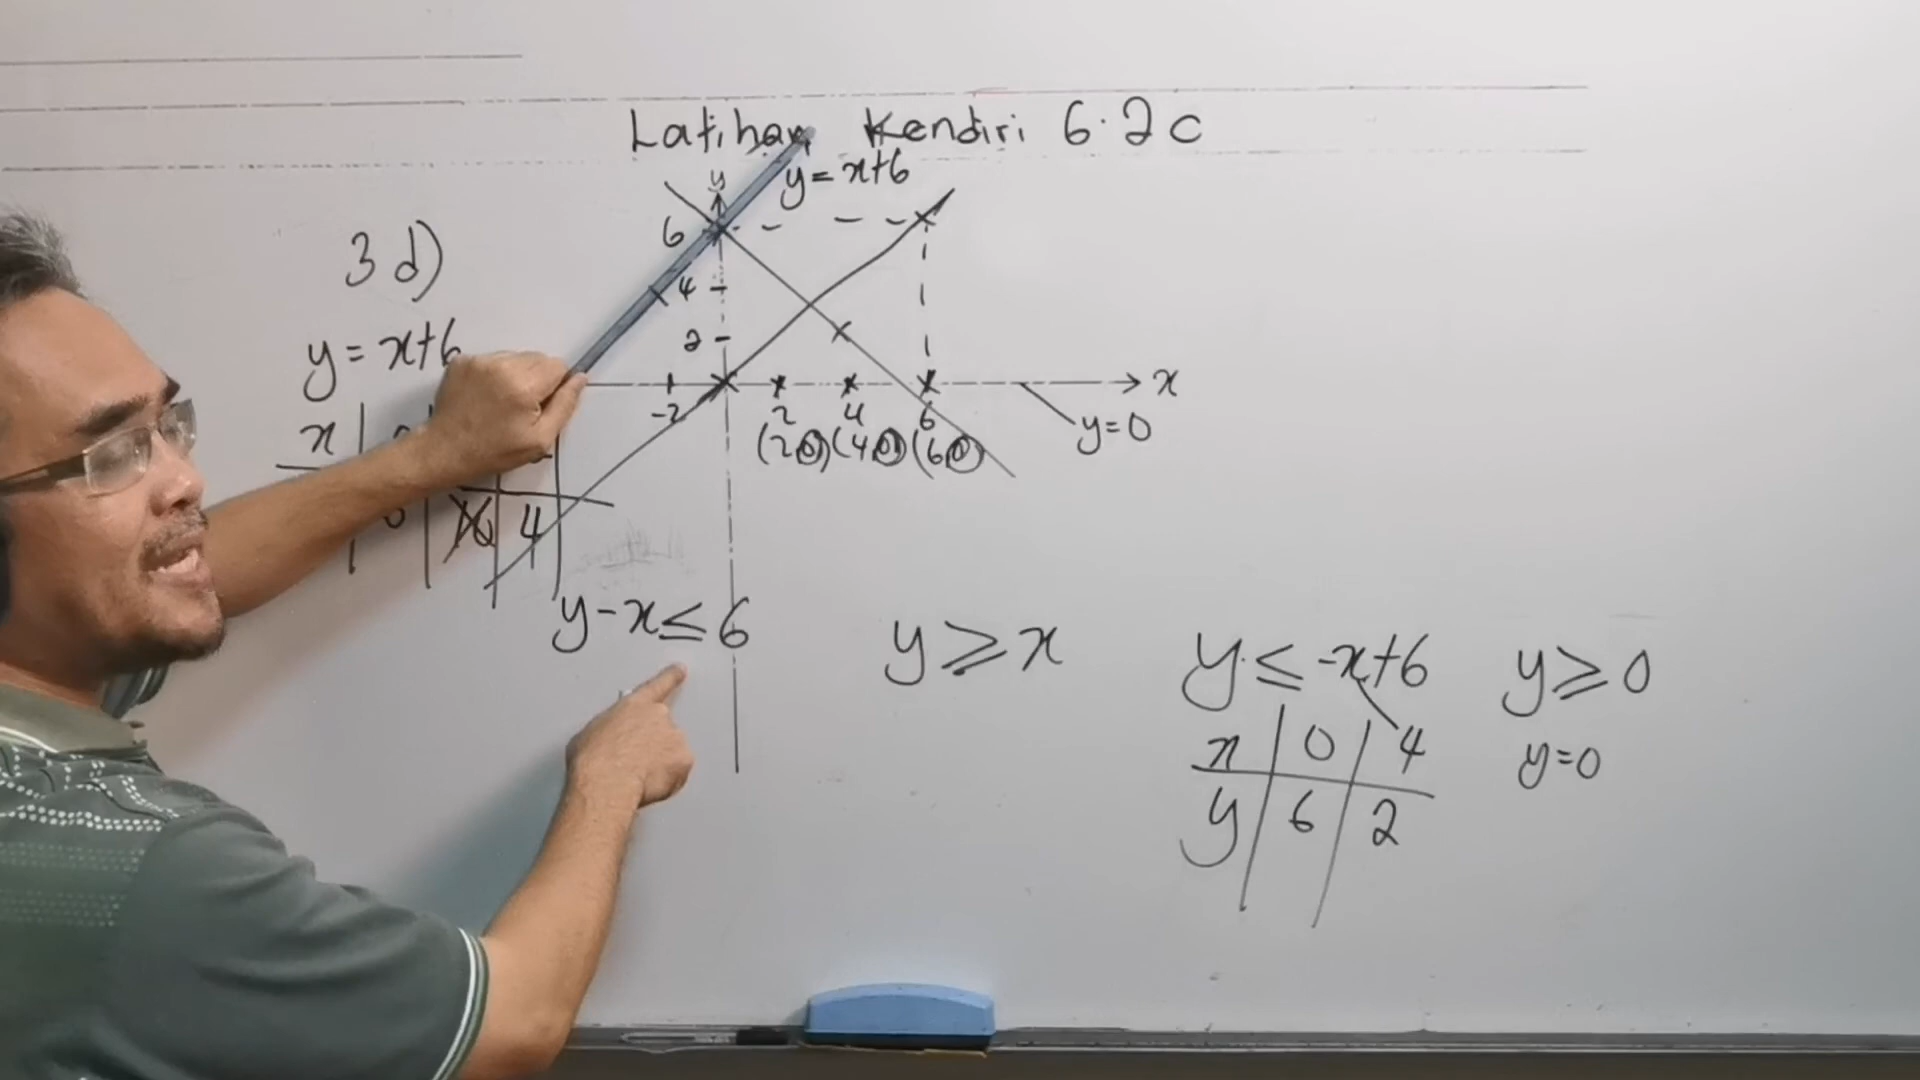 Latihan Kendiri 6.2c
y=x+6
y
6
4
2
-2 2 4 6 x
(2 0) (4 0) (6 0)
y=0
3 d)
y=x+6
x
4
y-x≤6
y≥x
y≤-x+6
x 0 4
y 6 2
y≥0
y=0